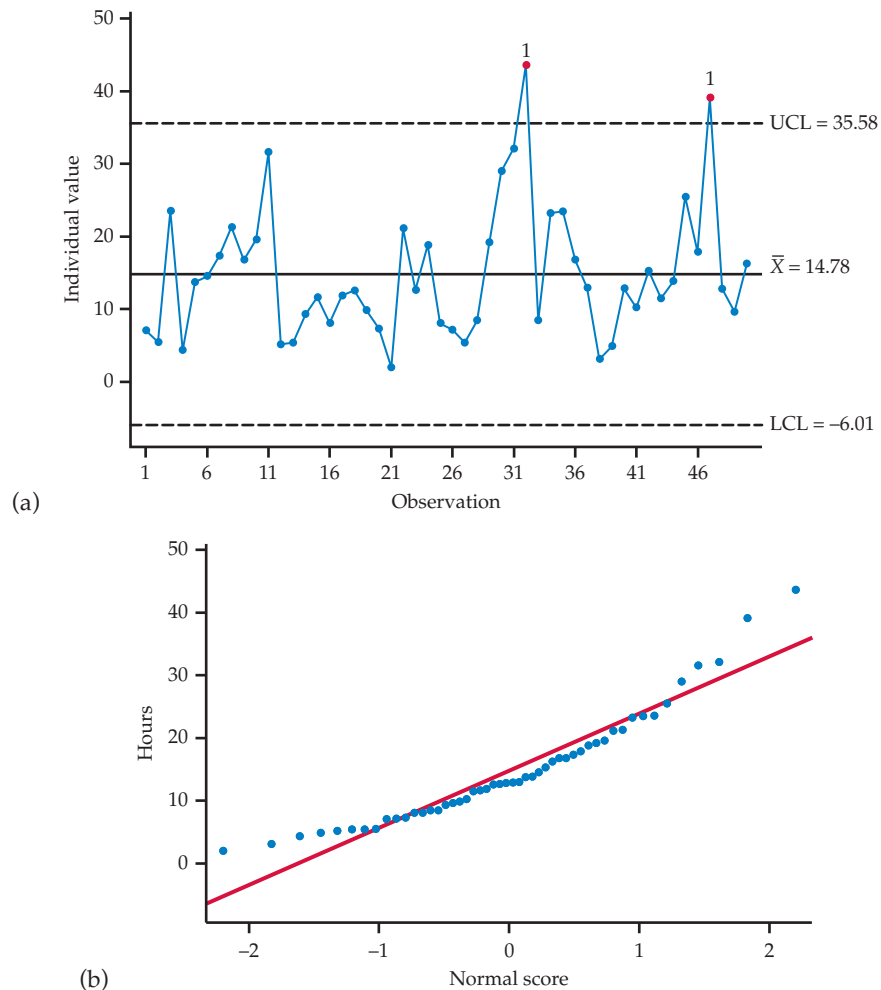 50
40
30
20
10
0
Individual value
1
1
UCL = 35.58
X̅ = 14.78
LCL = –6.01
1 6 11 16 21 26 31 36 41 46
Observation
(a)
50
40
30
20
10
0
Hours
–2 –1 0 1 2
Normal score
(b)